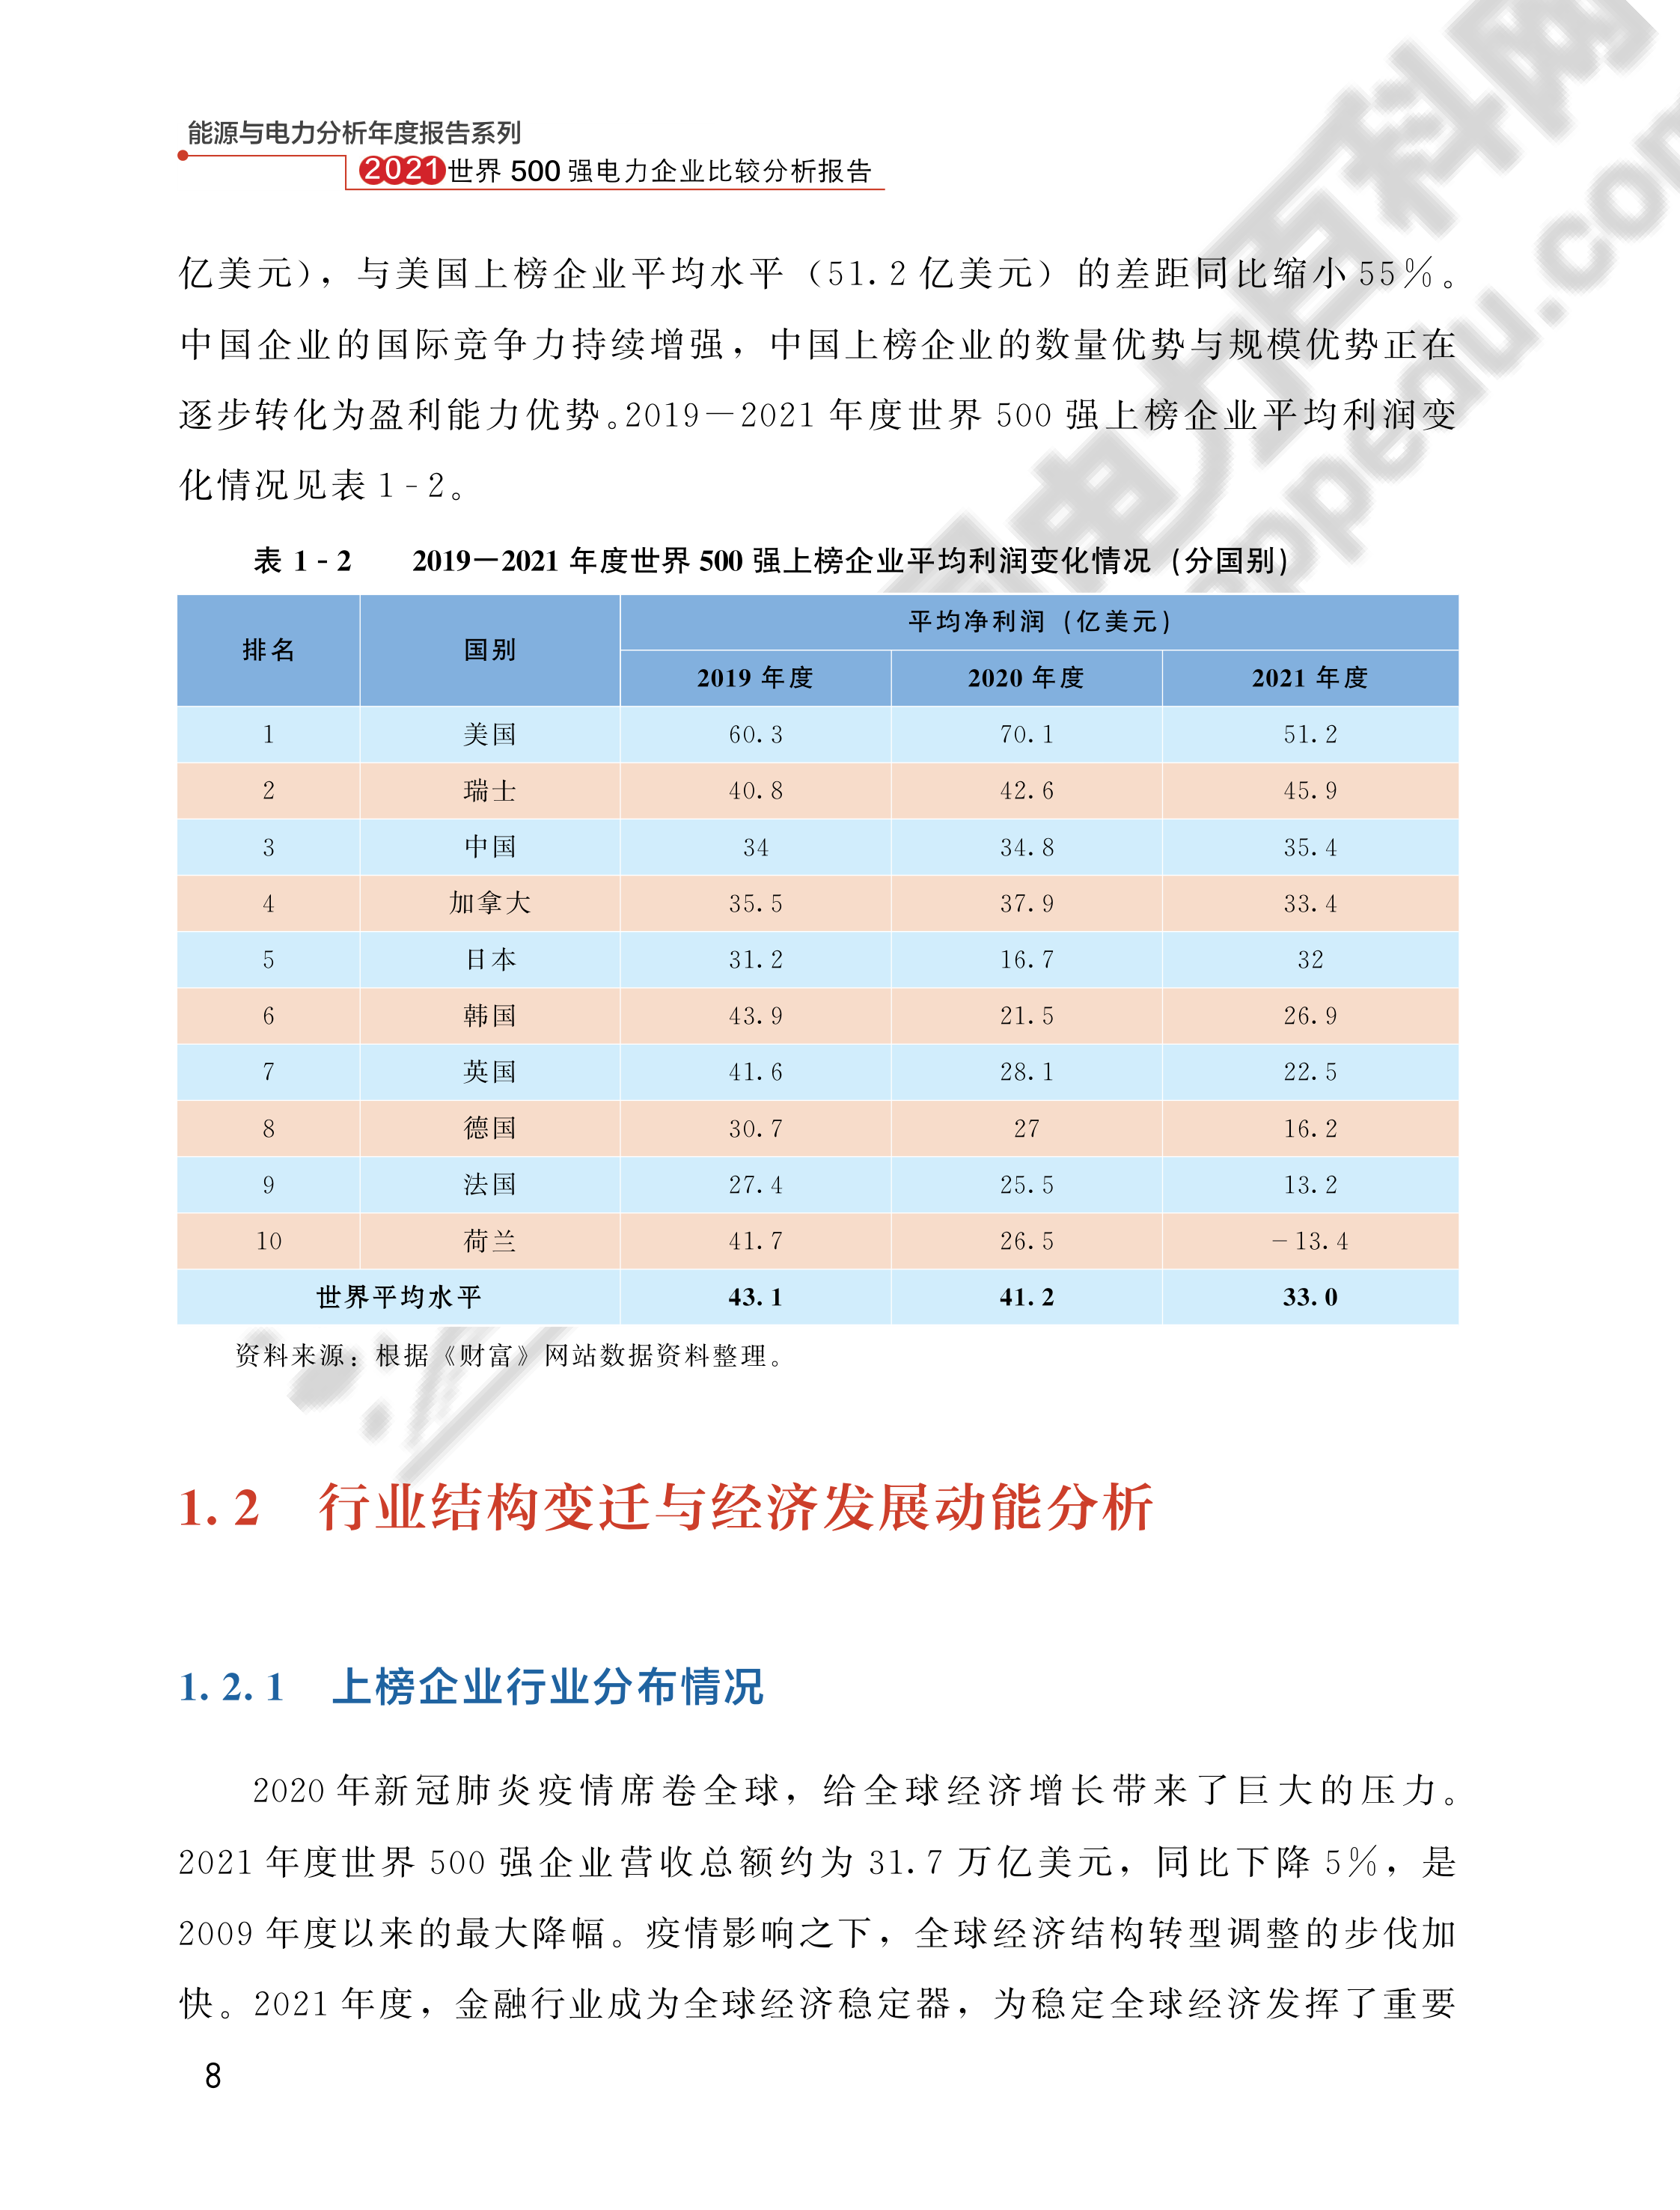 能源与电力分析年度报告系列
2021世界 500 强电力企业比较分析报告
亿美元），与美国上榜企业平均水平（51.2 亿美元）的差距同比缩小 55%。
中国企业的国际竞争力持续增强，中国上榜企业的数量优势与规模优势正在
逐步转化为盈利能力优势。2019—2021 年度世界 500 强上榜企业平均利润变
化情况见表 1-2。
表 1-2 2019—2021 年度世界 500 强上榜企业平均利润变化情况（分国别）
排名 国别 平均净利润（亿美元）
2019 年度 2020 年度 2021 年度
1 美国 60.3 70.1 51.2
2 瑞士 40.8 42.6 45.9
3 中国 34 34.8 35.4
4 加拿大 35.5 37.9 33.4
5 日本 31.2 16.7 32
6 韩国 43.9 21.5 26.9
7 英国 41.6 28.1 22.5
8 德国 30.7 27 16.2
9 法国 27.4 25.5 13.2
10 荷兰 41.7 26.5 －13.4
世界平均水平 43.1 41.2 33.0
资料来源：根据《财富》网站数据资料整理。
1.2 行业结构变迁与经济发展动能分析
1.2.1 上榜企业行业分布情况
2020 年新冠肺炎疫情席卷全球，给全球经济增长带来了巨大的压力。
2021 年度世界 500 强企业营收总额约为 31.7 万亿美元，同比下降 5%，是
2009 年度以来的最大降幅。疫情影响之下，全球经济结构转型调整的步伐加
快。2021 年度，金融行业成为全球经济稳定器，为稳定全球经济发挥了重要
8